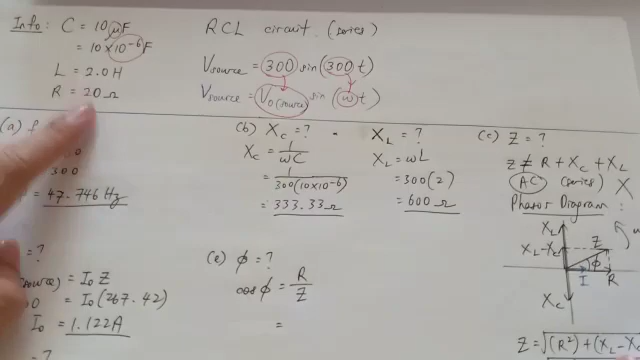 Info: C = 10 μF
= 10 × 10⁻⁶ F
L = 2.0 H
R = 20 Ω
RCL circuit (series)
Vsource = 300 sin(300 t)
Vsource = V₀(source) sin (ω t)
(a) f
300
47.746 Hz
(b) Xc = ?
Xc = 1/ωC
= 1/300(10×10⁻⁶)
= 333.33 Ω
XL = ?
XL = ωL
= 300(2)
= 600 Ω
(c) Z = ?
Z ≠ R + Xc + XL
AC (series) X
Phasor Diagram:
XL
XL-Xc
Z
φ
I
R
Xc
Z = √(R²) + (XL - Xc
= ?
source) = I₀ Z
00 = I₀(267.42)
I₀ = 1.122A
= ?
(e) φ = ?
cos φ = R/Z
=